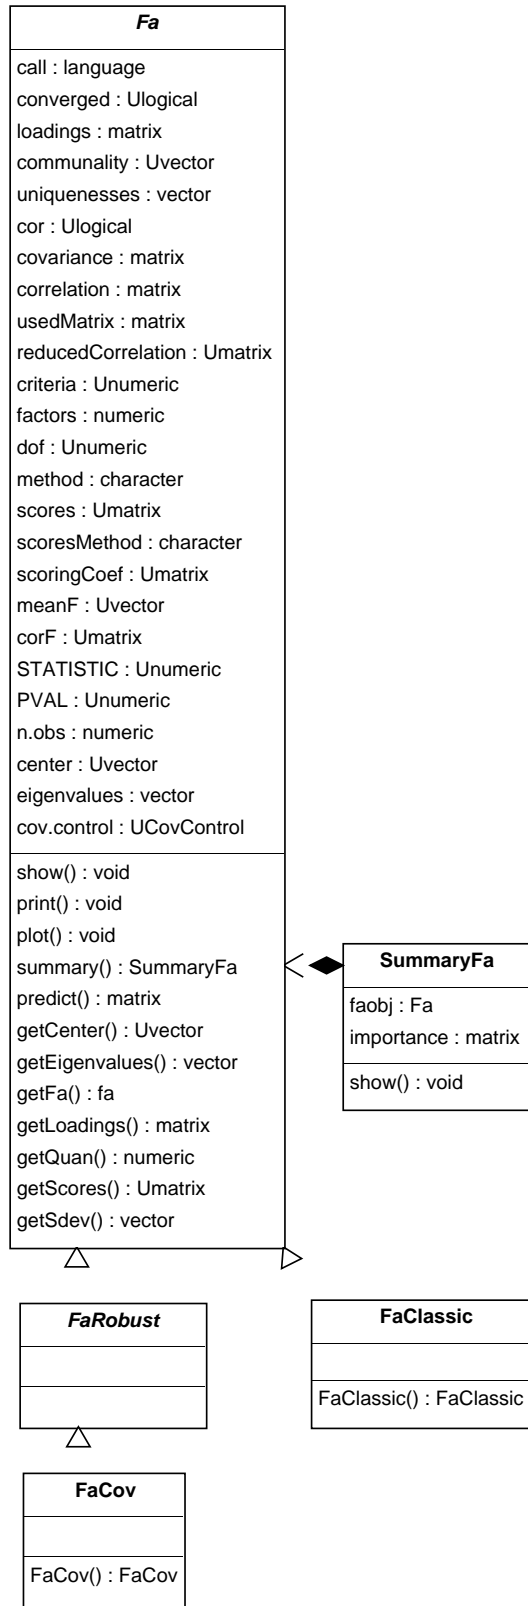 Fa
call : language
converged : Ulogical
loadings : matrix
communality : Uvector
uniquenesses : vector
cor : Ulogical
covariance : matrix
correlation : matrix
usedMatrix : matrix
reducedCorrelation : Umatrix
criteria : Unumeric
factors : numeric
dof : Unumeric
method : character
scores : Umatrix
scoresMethod : character
scoringCoef : Umatrix
meanF : Uvector
corF : Umatrix
STATISTIC : Unumeric
PVAL : Unumeric
n.obs : numeric
center : Uvector
eigenvalues : vector
cov.control : UCovControl
show() : void
print() : void
plot() : void
summary() : SummaryFa
predict() : matrix
getCenter() : Uvector
getEigenvalues() : vector
getFa() : fa
getLoadings() : matrix
getQuan() : numeric
getScores() : Umatrix
getSdev() : vector
SummaryFa
faobj : Fa
importance : matrix
show() : void
FaRobust
FaClassic
FaClassic() : FaClassic
FaCov
FaCov() : FaCov